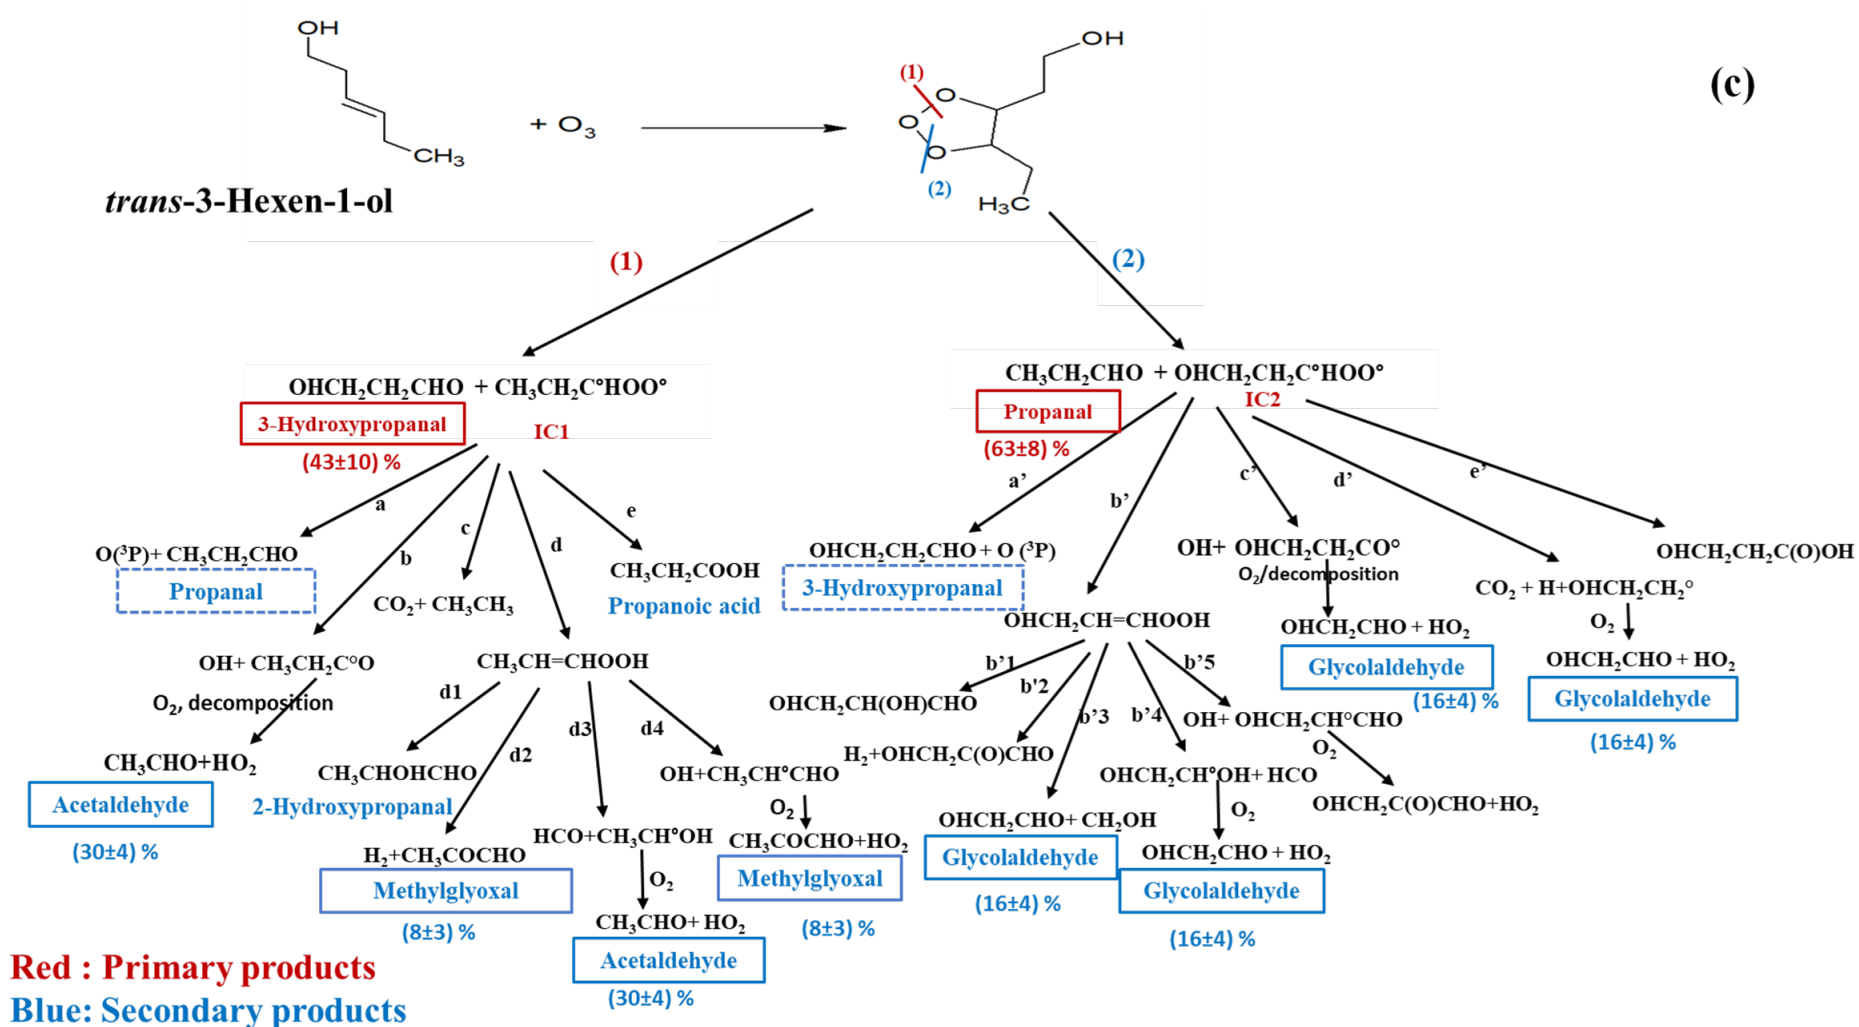 OH
CH₃
+ O₃
trans-3-Hexen-1-ol
(1)
O
O
O
(2)
OH
H₃C
(c)
(1)
(2)
OHCH₂CH₂CHO + CH₃CH₂C°HOO°
3-Hydroxypropanal
IC1
(43±10) %
CH₃CH₂CHO + OHCH₂CH₂C°HOO°
Propanal
IC2
(63±8) %
a
b
c
d
e
a’
b’
c’
d’
e’
O(³P)+ CH₃CH₂CHO
Propanal
CO₂+ CH₃CH₃
CH₃CH₂COOH
Propanoic acid
OHCH₂CH₂CHO + O (³P)
3-Hydroxypropanal
OH+ OHCH₂CH₂CO°
O₂/decomposition
OHCH₂CHO + HO₂
Glycolaldehyde
(16±4) %
CO₂ + H+OHCH₂CH₂°
O₂
OHCH₂CHO + HO₂
Glycolaldehyde
(16±4) %
OHCH₂CH₂C(O)OH
OH+ CH₃CH₂C°O
O₂, decomposition
CH₃CHO+HO₂
Acetaldehyde
(30±4) %
CH₃CH=CHOOH
d1
d2
d3
d4
CH₃CHOHCHO
2-Hydroxypropanal
H₂+CH₃COCHO
Methylglyoxal
(8±3) %
HCO+CH₃CH°OH
O₂
CH₃CHO+ HO₂
Acetaldehyde
(30±4) %
OH+CH₃CH°CHO
O₂
CH₃COCHO+HO₂
Methylglyoxal
(8±3) %
OHCH₂CH=CHOOH
b’1
b'2
b’3
b’4
b’5
OHCH₂CH(OH)CHO
H₂+OHCH₂C(O)CHO
OHCH₂CHO+ CH₂OH
Glycolaldehyde
(16±4) %
OHCH₂CH°OH+ HCO
O₂
OHCH₂CHO + HO₂
Glycolaldehyde
(16±4) %
OH+ OHCH₂CH°CHO
O₂
OHCH₂C(O)CHO+HO₂
Red : Primary products
Blue: Secondary products